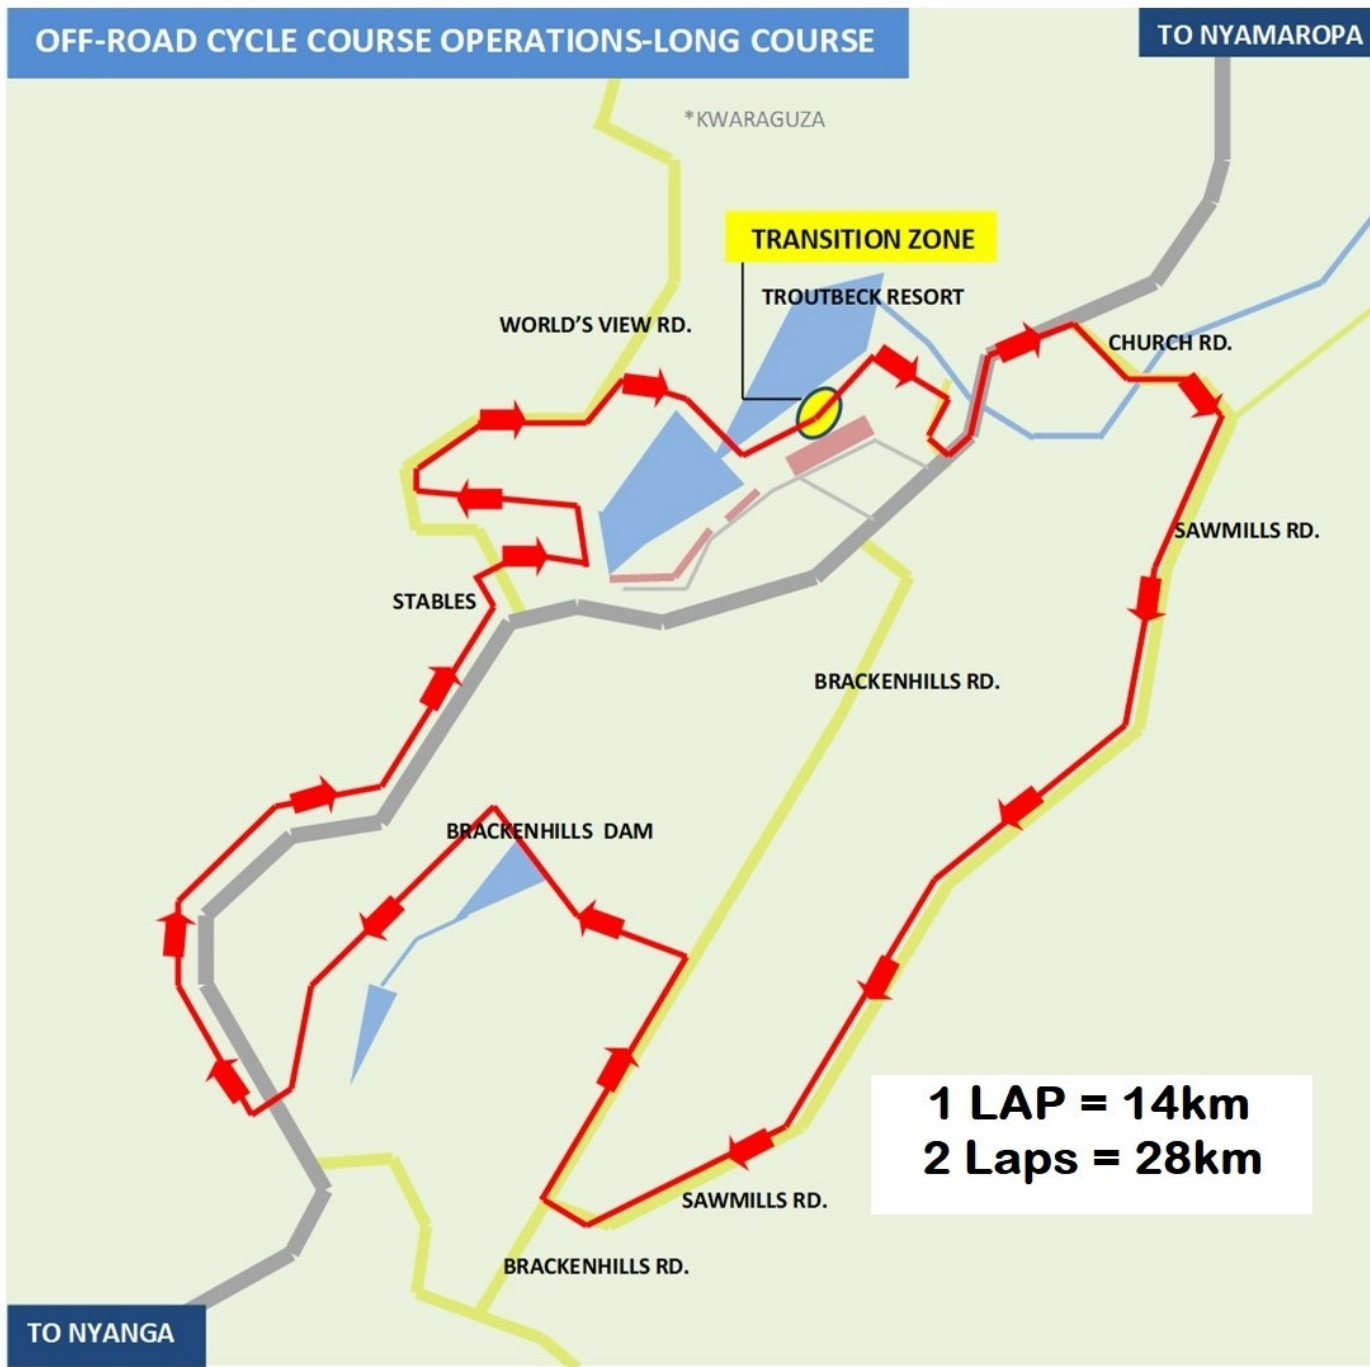 OFF-ROAD CYCLE COURSE OPERATIONS-LONG COURSE
TO NYAMAROPA
*KWARAGUZA
TRANSITION ZONE
TROUTBECK RESORT
WORLD'S VIEW RD.
CHURCH RD.
SAWMILLS RD.
STABLES
BRACKENHILLS RD.
BRACKENHILLS DAM
1 LAP = 14km
2 Laps = 28km
SAWMILLS RD.
BRACKENHILLS RD.
TO NYANGA